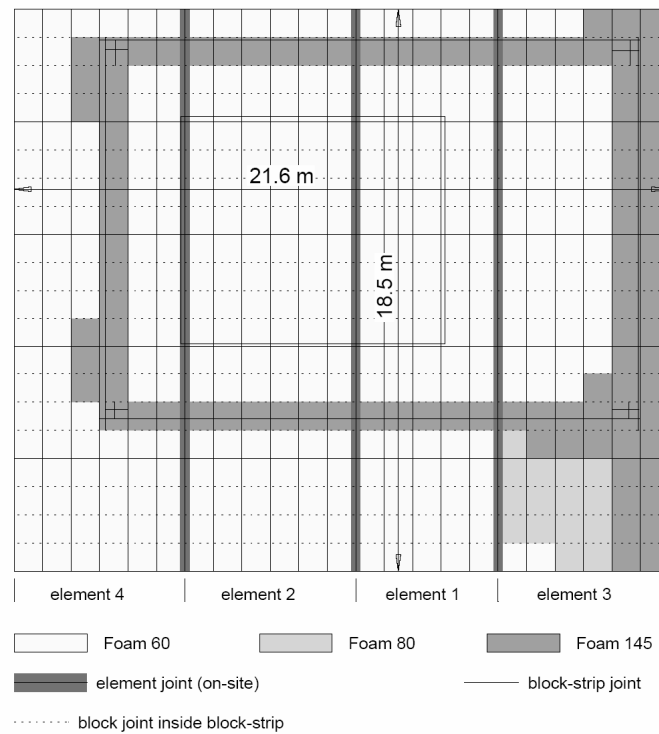 21.6 m
18.5 m
element 4
element 2
element 1
element 3
Foam 60
Foam 80
Foam 145
element joint (on-site)
block-strip joint
block joint inside block-strip